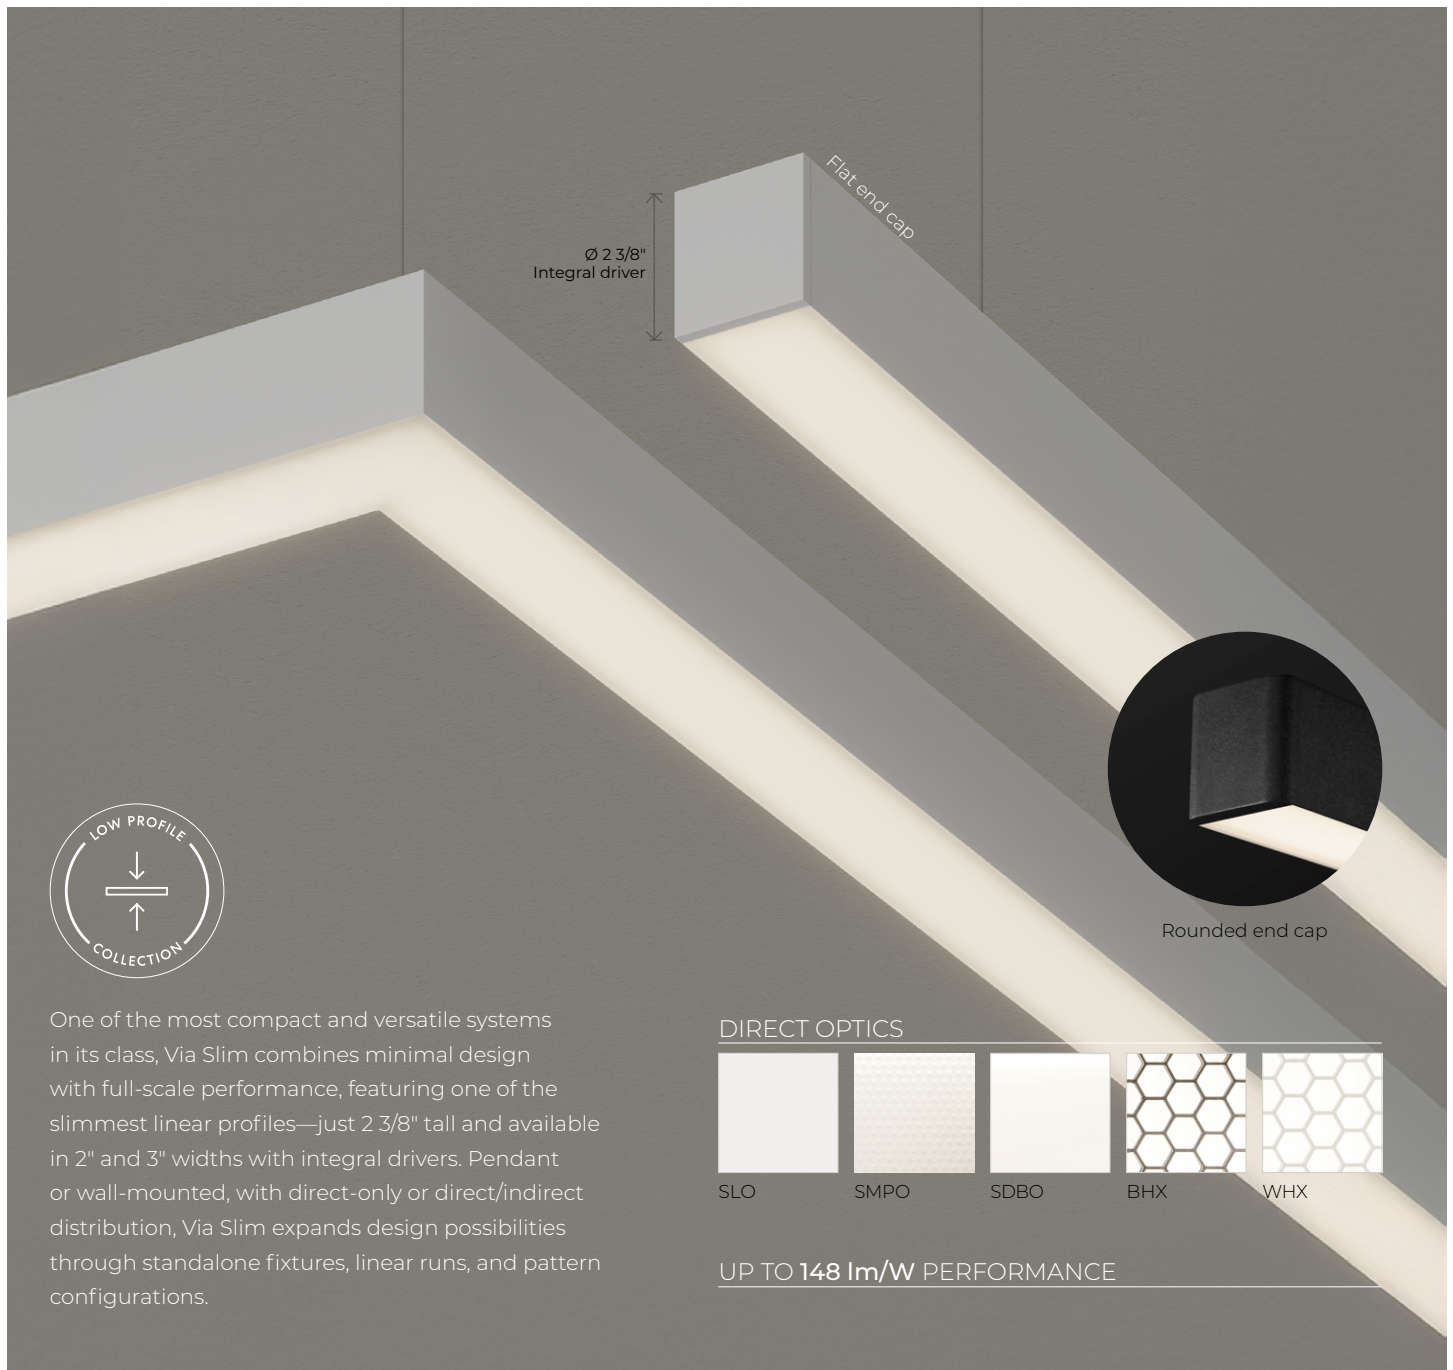 Flat end cap
Ø 2 3/8"
Integral driver
LOW PROFILE
COLLECTION
Rounded end cap
One of the most compact and versatile systems
in its class, Via Slim combines minimal design
with full-scale performance, featuring one of the
slimmest linear profiles—just 2 3/8" tall and available
in 2" and 3" widths with integral drivers. Pendant
or wall-mounted, with direct-only or direct/indirect
distribution, Via Slim expands design possibilities
through standalone fixtures, linear runs, and pattern
configurations.
DIRECT OPTICS
SLO
SMPO
SDBO
BHX
WHX
UP TO 148 lm/W PERFORMANCE